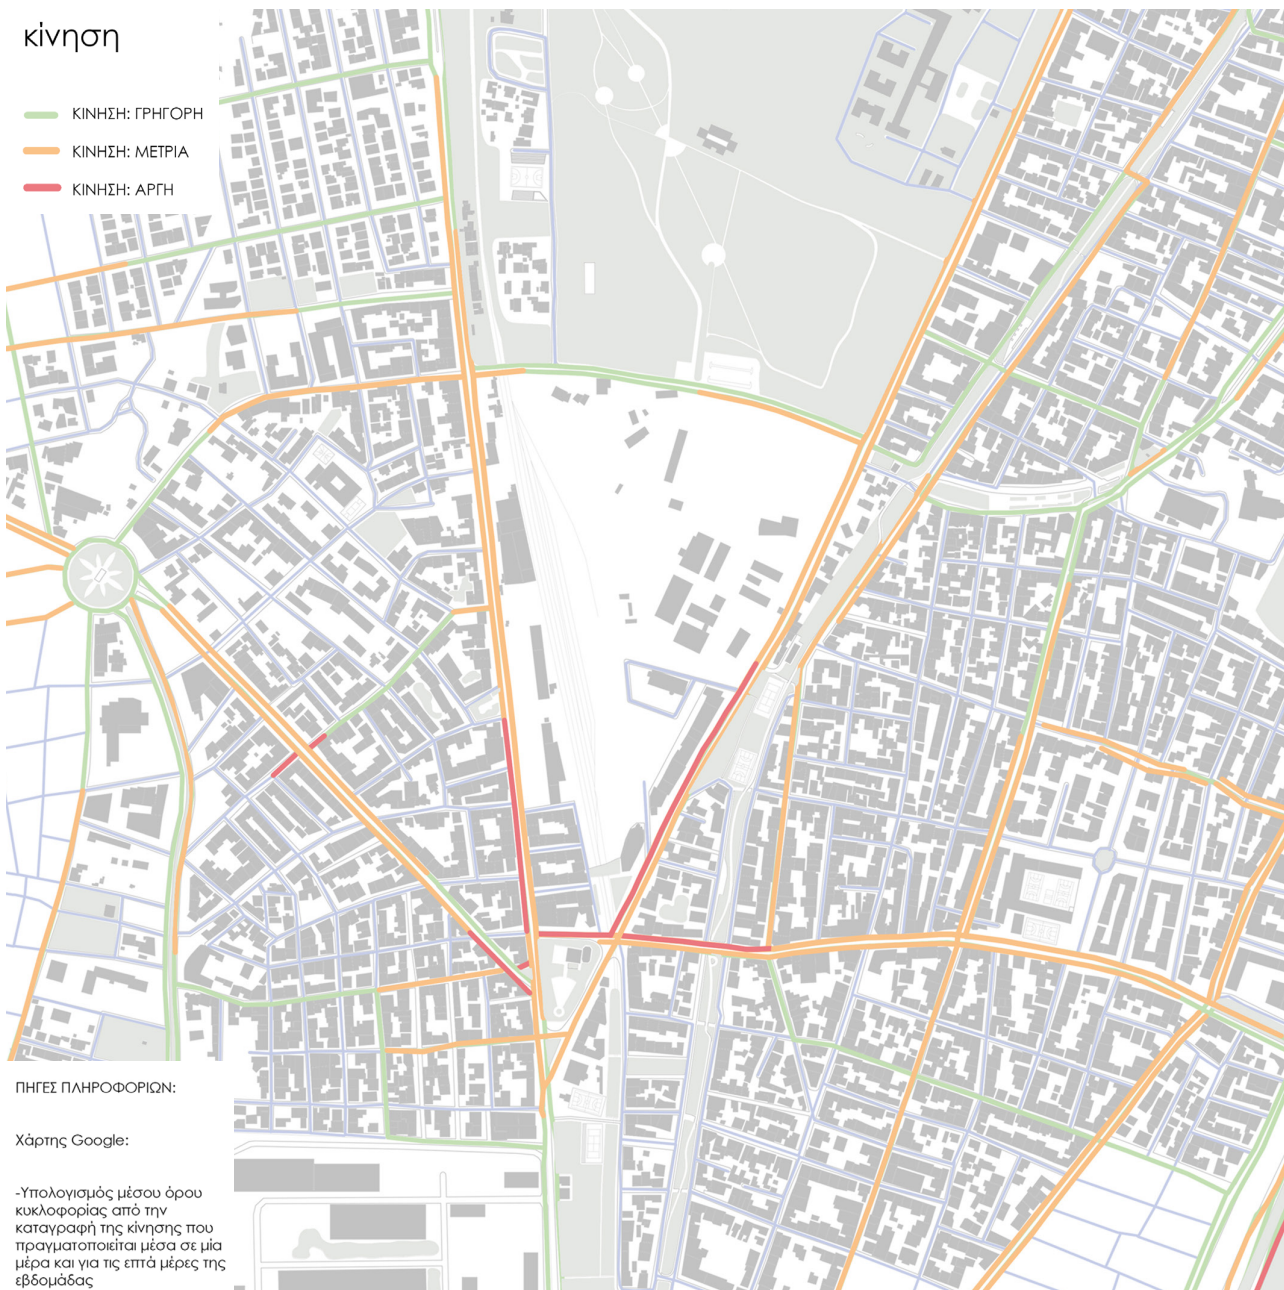 κίνηση
ΚΙΝΗΣΗ: ΓΡΗΓΟΡΗ
ΚΙΝΗΣΗ: ΜΕΤΡΙΑ
ΚΙΝΗΣΗ: ΑΡΓΗ
ΠΗΓΕΣ ΠΛΗΡΟΦΟΡΙΩΝ:
Χάρτης Google:
-Υπολογισμός μέσου όρου
κυκλοφορίας από την
καταγραφή της κίνησης που
πραγματοποιείται μέσα σε μία
μέρα και για τις επτά μέρες της
εβδομάδας